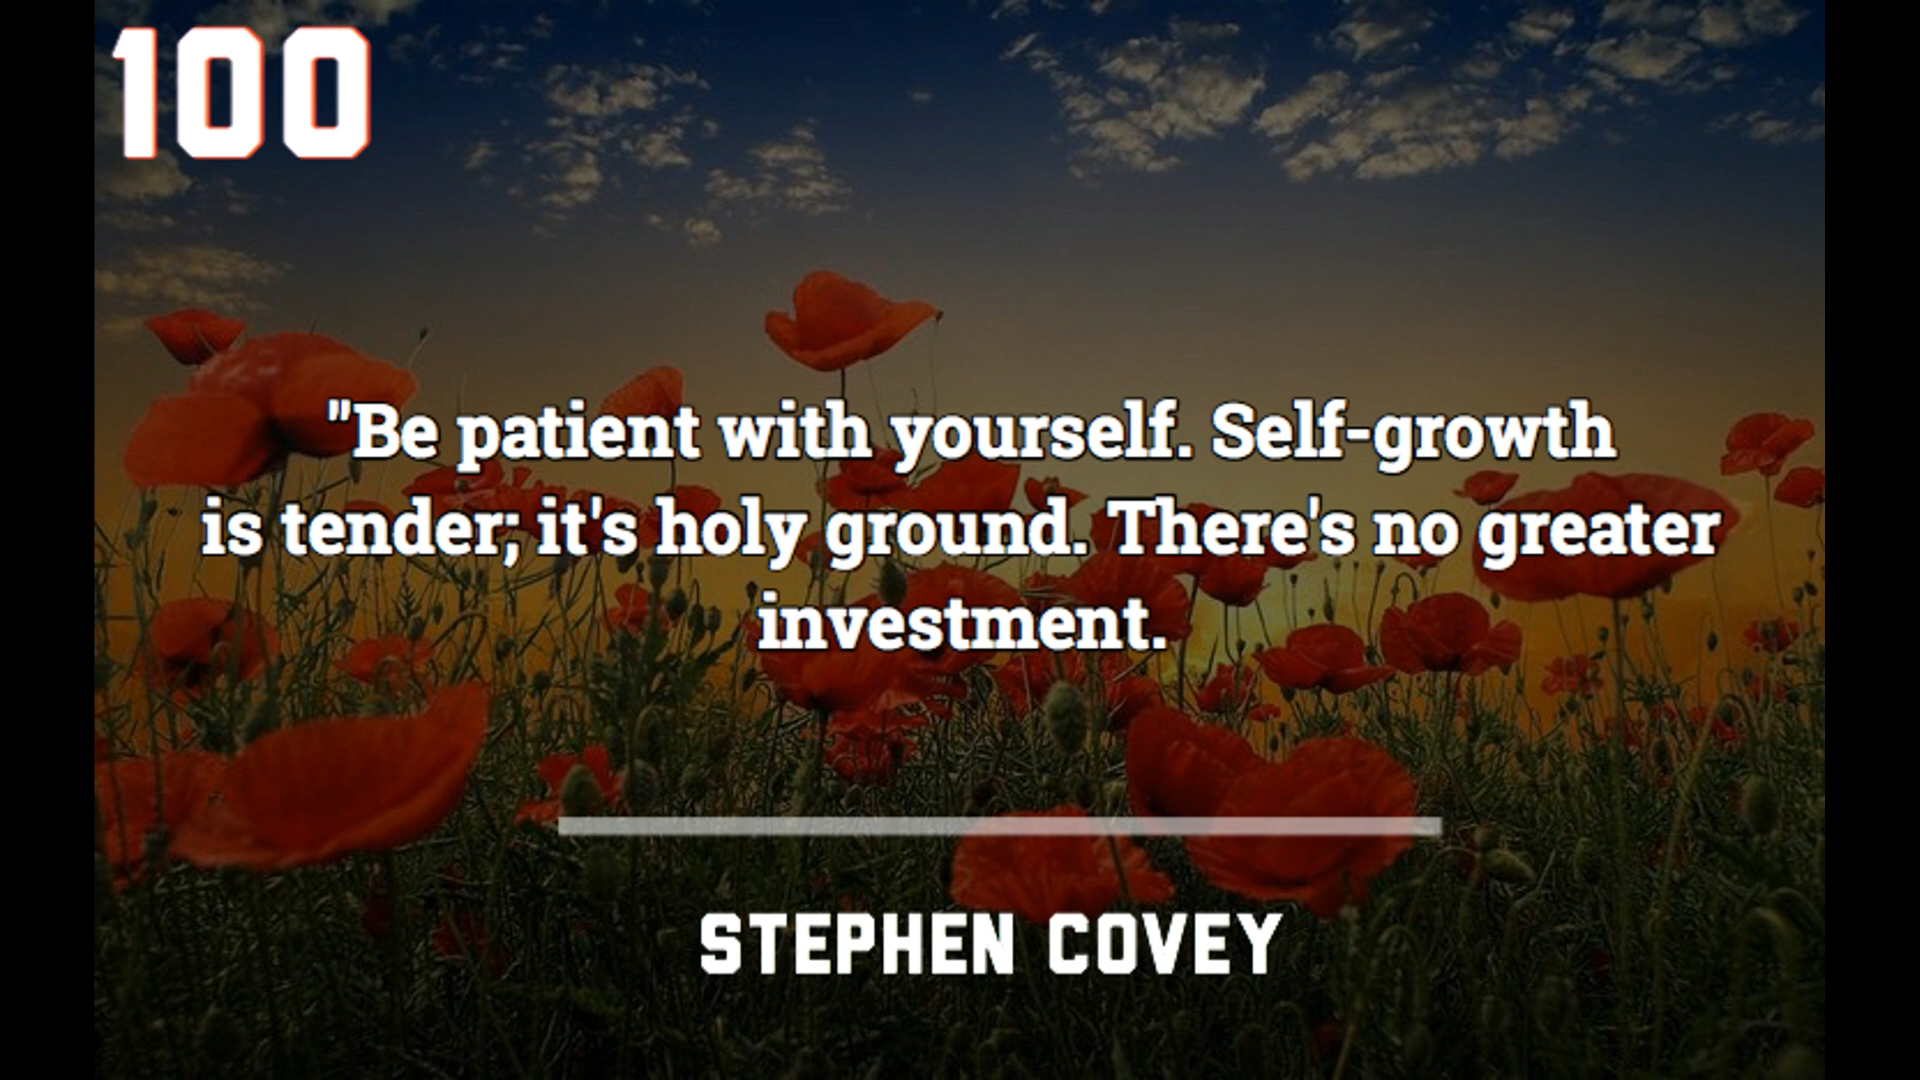 100
"Be patient with yourself. Self-growth
is tender; it's holy ground. There's no greater
investment.
STEPHEN COVEY